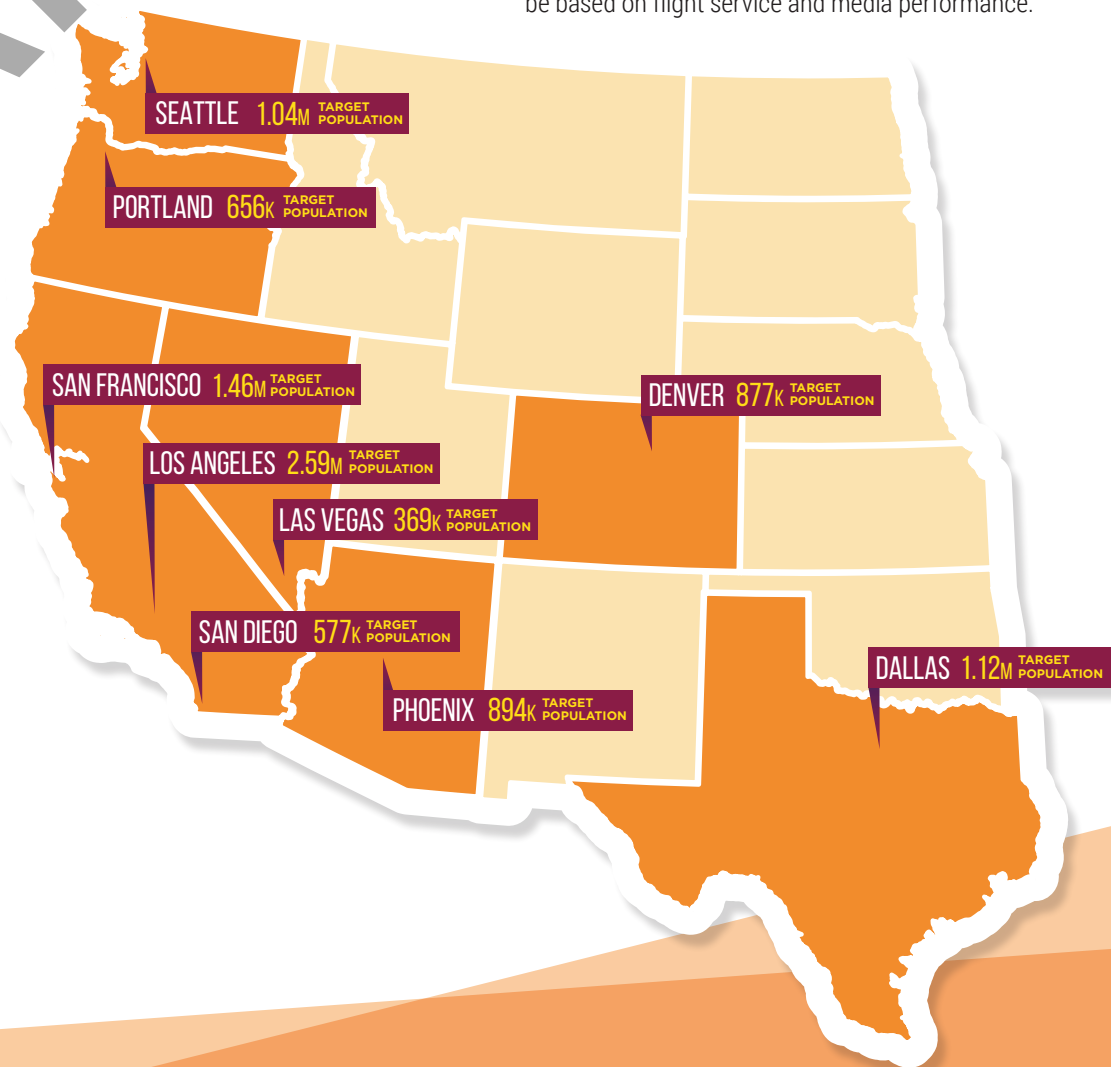 be based on flight service and media performance.
SEATTLE 1.04M TARGET POPULATION
PORTLAND 656K TARGET POPULATION
SAN FRANCISCO 1.46M TARGET POPULATION
DENVER 877K TARGET POPULATION
LOS ANGELES 2.59M TARGET POPULATION
LAS VEGAS 369K TARGET POPULATION
SAN DIEGO 577K TARGET POPULATION
DALLAS 1.12M TARGET POPULATION
PHOENIX 894K TARGET POPULATION